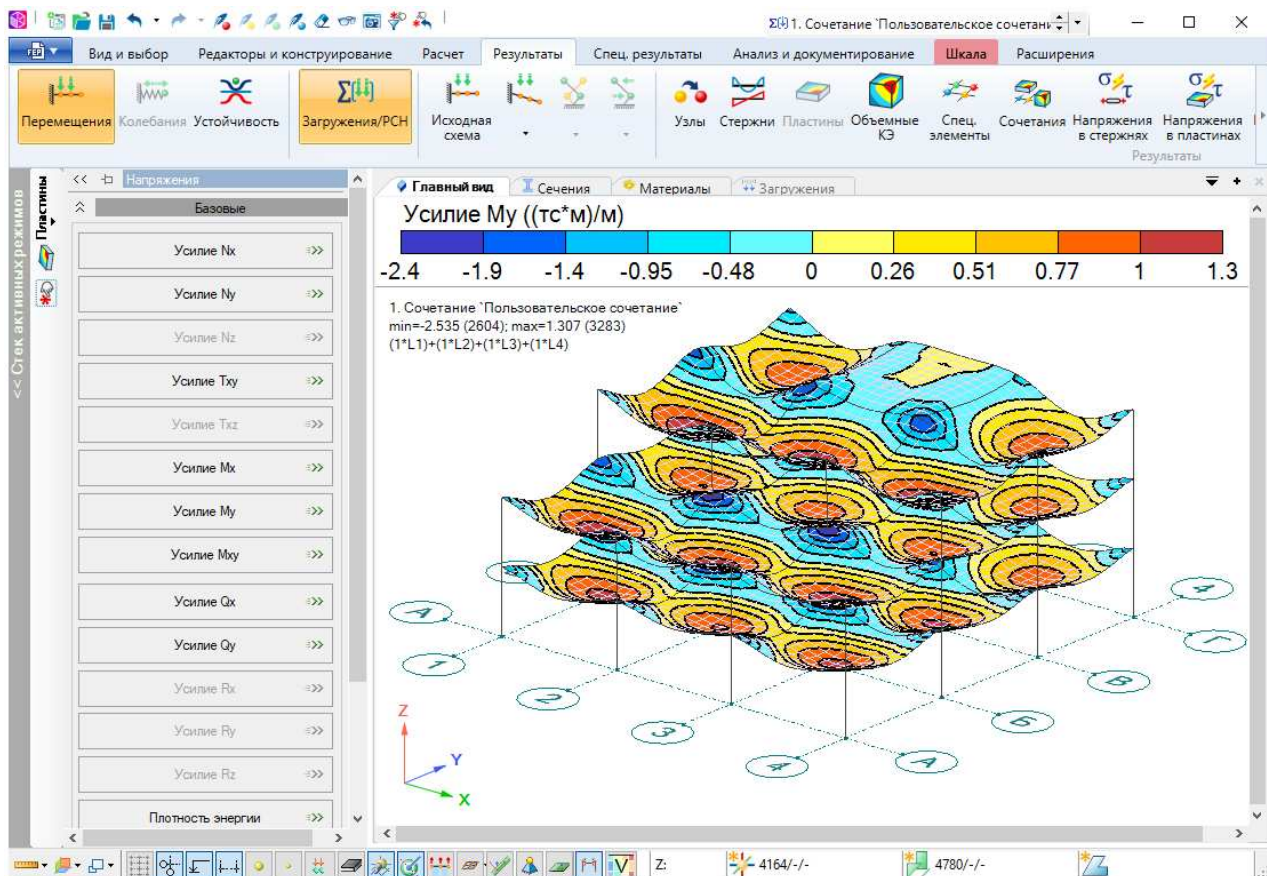 Σ 1. Сочетание `Пользовательское сочетани
FEP
Вид и выбор Редакторы и конструирование Расчет Результаты Спец. результаты Анализ и документирование Шкала Расширения
Перемещения Колебания Устойчивость Загружения/РСН Исходная схема Узлы Стержни Пластины Объемные КЭ Спец. элементы Сочетания Напряжения в стержнях Напряжения в пластинах
Результаты
<< Стек активных режимов
Пластины
<< Напряжения
Базовые
Усилие Nx
Усилие Ny
Усилие Nz
Усилие Txy
Усилие Txz
Усилие Mx
Усилие My
Усилие Mxy
Усилие Qx
Усилие Qy
Усилие Rx
Усилие Ry
Усилие Rz
Плотность энергии
Главный вид Сечения Материалы Загружения
Усилие My ((тс*м)/м)
-2.4 -1.9 -1.4 -0.95 -0.48 0 0.26 0.51 0.77 1 1.3
1. Сочетание `Пользовательское сочетание`
min=-2.535 (2604); max=1.307 (3283)
(1*L1)+(1*L2)+(1*L3)+(1*L4)
А
1
2
3
4
А
Б
В
Г
4
Z
Y
X
Z: 4164/-/- 4780/-/-